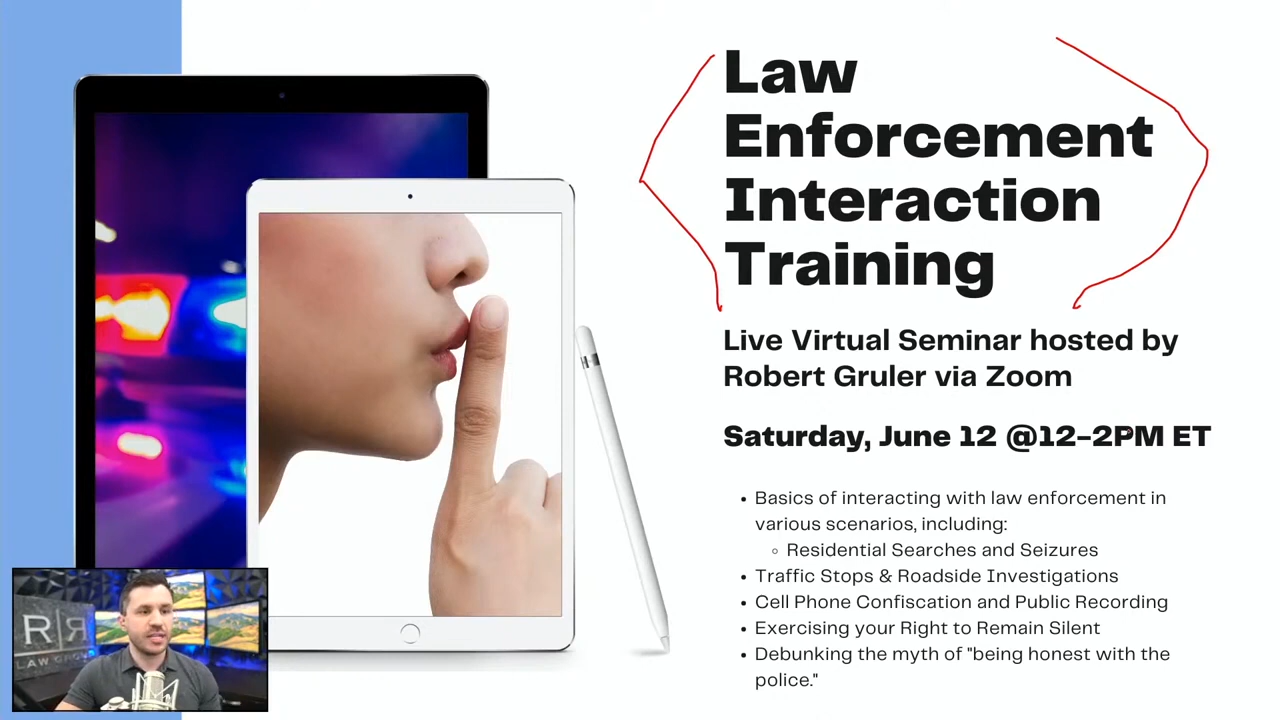 Law
Enforcement
Interaction
Training
Live Virtual Seminar hosted by
Robert Gruler via Zoom
Saturday, June 12 @12-2PM ET
• Basics of interacting with law enforcement in
various scenarios, including:
◦ Residential Searches and Seizures
• Traffic Stops & Roadside Investigations
• Cell Phone Confiscation and Public Recording
• Exercising your Right to Remain Silent
• Debunking the myth of "being honest with the
police."
R|R
LAW GROUP